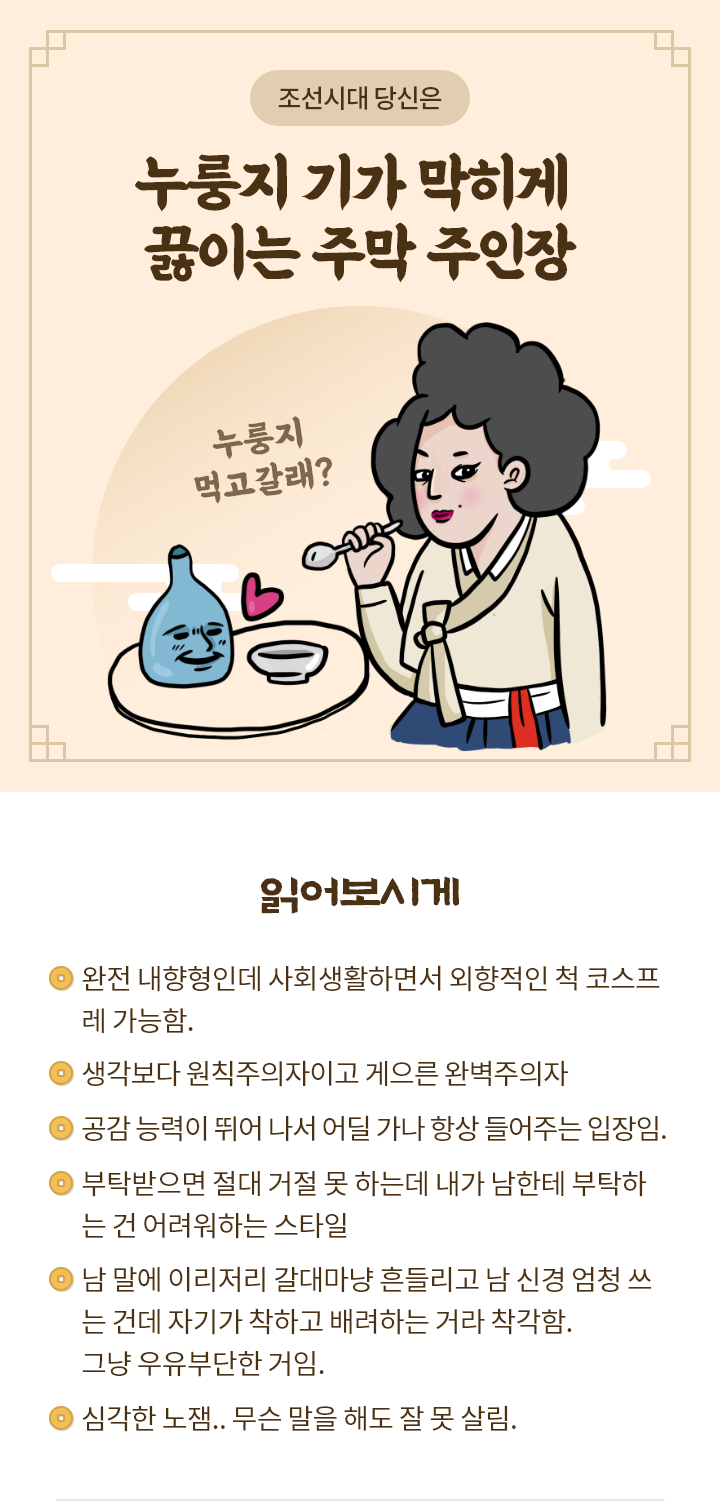 조선시대 당신은
누룽지 기가 막히게
끓이는 주막 주인장
누룽지
먹고갈래?
읽어보시게
완전 내향형인데 사회생활하면서 외향적인 척 코스프
레 가능함.
생각보다 원칙주의자이고 게으른 완벽주의자
공감 능력이 뛰어 나서 어딜 가나 항상 들어주는 입장임.
부탁받으면 절대 거절 못 하는데 내가 남한테 부탁하
는 건 어려워하는 스타일
남 말에 이리저리 갈대마냥 흔들리고 남 신경 엄청 쓰
는 건데 자기가 착하고 배려하는 거라 착각함.
그냥 우유부단한 거임.
심각한 노잼.. 무슨 말을 해도 잘 못 살림.